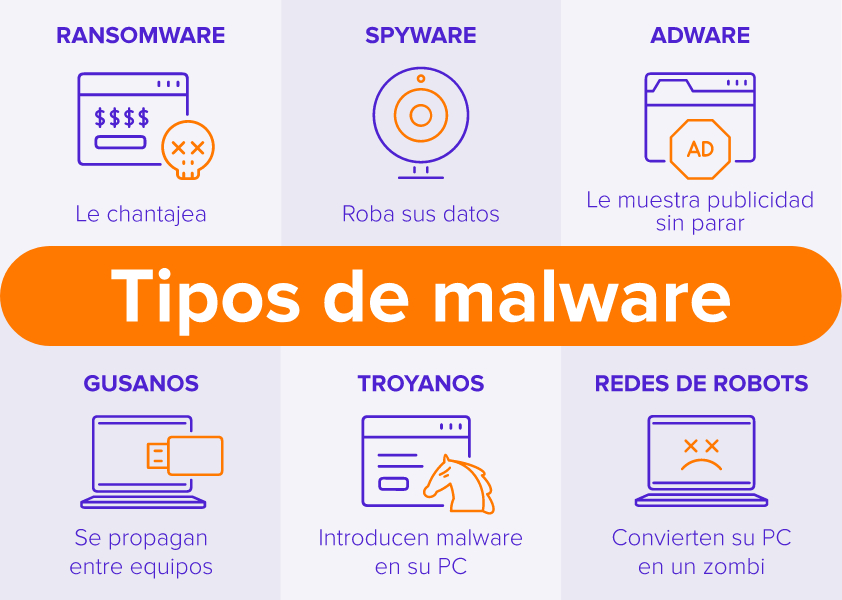 RANSOMWARE
SPYWARE
ADWARE
$$$$
AD
Le chantajea
Roba sus datos
Le muestra publicidad
sin parar
Tipos de malware
GUSANOS
TROYANOS
REDES DE ROBOTS
Se propagan
entre equipos
Introducen malware
en su PC
Convierten su PC
en un zombi